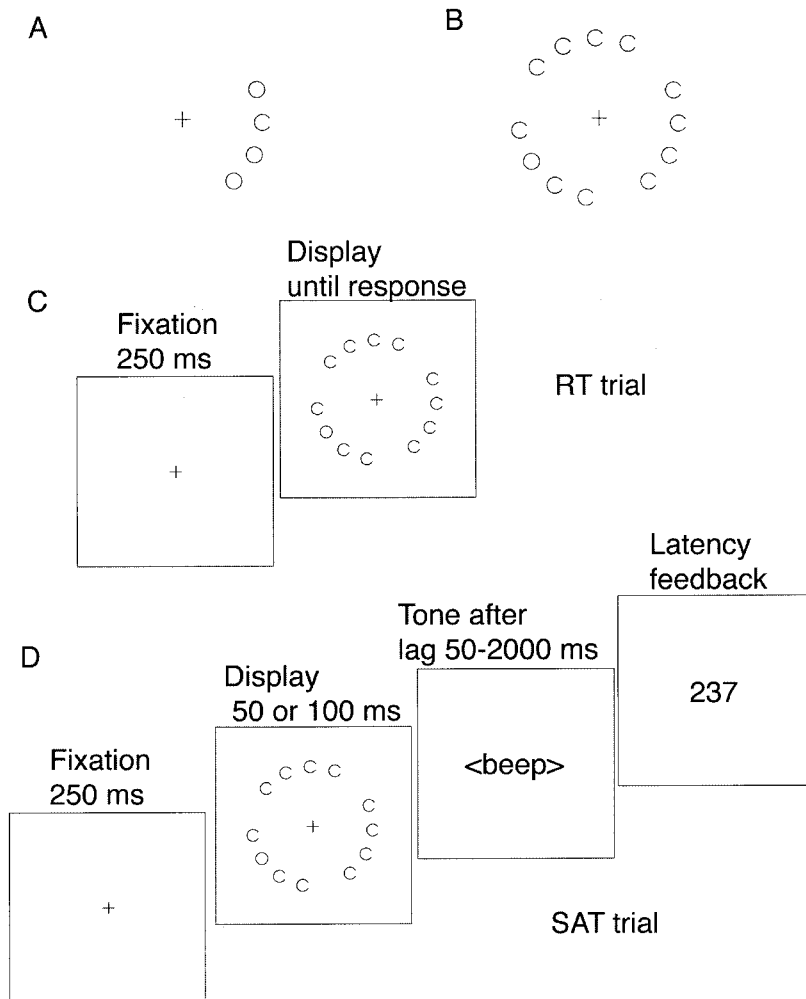 A
B
C
Fixation
250 ms
Display
until response
RT trial
D
Fixation
250 ms
Display
50 or 100 ms
Tone after
lag 50-2000 ms
<beep>
Latency
feedback
237
SAT trial